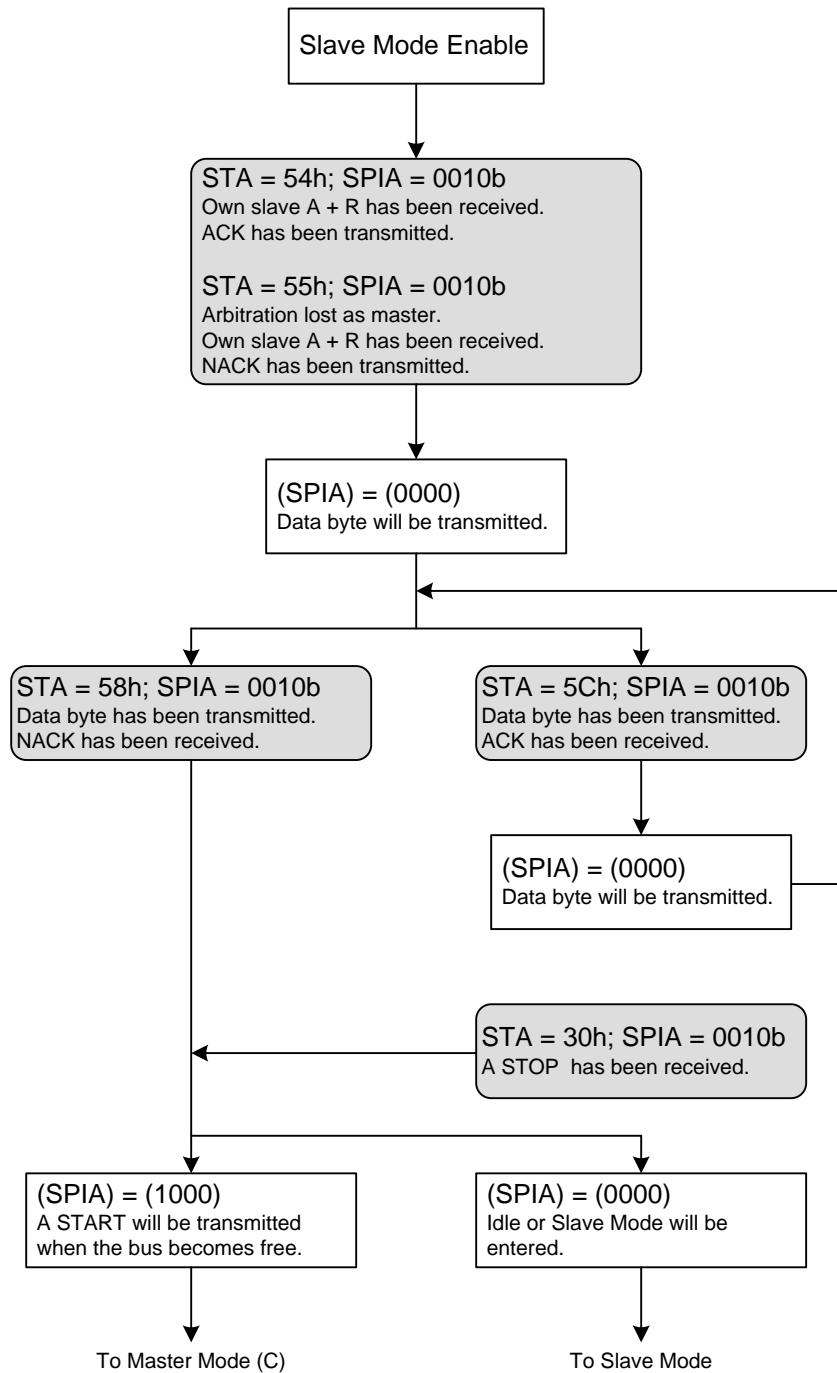 Slave Mode Enable
STA = 54h; SPIA = 0010b
Own slave A + R has been received.
ACK has been transmitted.
STA = 55h; SPIA = 0010b
Arbitration lost as master.
Own slave A + R has been received.
NACK has been transmitted.
(SPIA) = (0000)
Data byte will be transmitted.
STA = 58h; SPIA = 0010b
Data byte has been transmitted.
NACK has been received.
STA = 5Ch; SPIA = 0010b
Data byte has been transmitted.
ACK has been received.
(SPIA) = (0000)
Data byte will be transmitted.
STA = 30h; SPIA = 0010b
A STOP has been received.
(SPIA) = (1000)
A START will be transmitted
when the bus becomes free.
(SPIA) = (0000)
Idle or Slave Mode will be
entered.
To Master Mode (C)
To Slave Mode